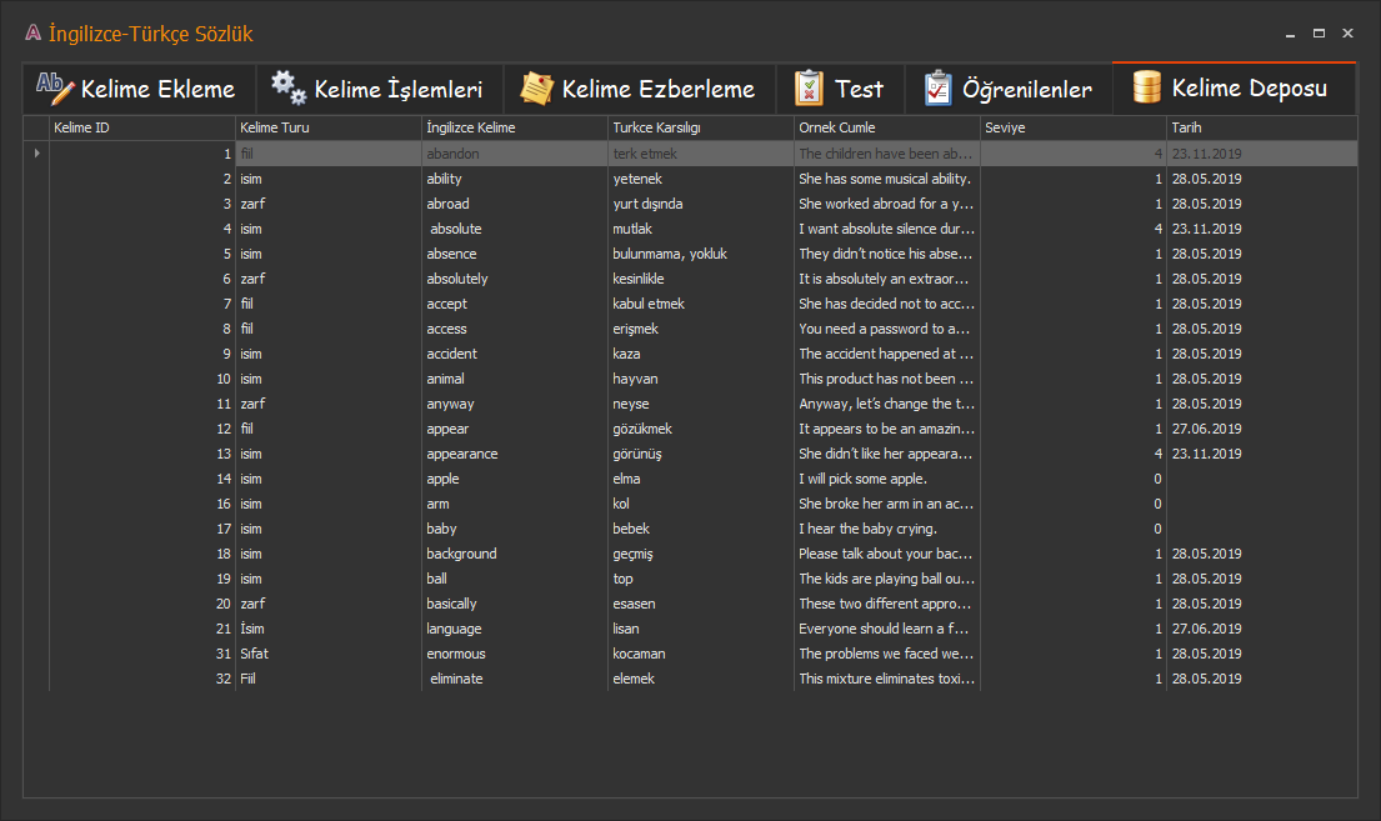 İngilizce-Türkçe Sözlük
Kelime Ekleme Kelime İşlemleri Kelime Ezberleme Test Öğrenilenler Kelime Deposu
Kelime ID Kelime Turu İngilizce Kelime Turkce Karsılıgı Ornek Cumle Seviye Tarih
1 fiil abandon terk etmek The children have been ab... 4 23.11.2019
2 isim ability yetenek She has some musical ability. 1 28.05.2019
3 zarf abroad yurt dışında She worked abroad for a y... 1 28.05.2019
4 isim absolute mutlak I want absolute silence dur... 4 23.11.2019
5 isim absence bulunmama, yokluk They didn't notice his abse... 1 28.05.2019
6 zarf absolutely kesinlikle It is absolutely an extraor... 1 28.05.2019
7 fiil accept kabul etmek She has decided not to acc... 1 28.05.2019
8 fiil access erişmek You need a password to a... 1 28.05.2019
9 isim accident kaza The accident happened at ... 1 28.05.2019
10 isim animal hayvan This product has not been ... 1 28.05.2019
11 zarf anyway neyse Anyway, let's change the t... 1 28.05.2019
12 fiil appear gözükmek It appears to be an amazin... 1 27.06.2019
13 isim appearance görünüş She didn't like her appeara... 4 23.11.2019
14 isim apple elma I will pick some apple. 0
16 isim arm kol She broke her arm in an ac... 0
17 isim baby bebek I hear the baby crying. 0
18 isim background geçmiş Please talk about your bac... 1 28.05.2019
19 isim ball top The kids are playing ball ou... 1 28.05.2019
20 zarf basically esasen These two different appro... 1 28.05.2019
21 İsim language lisan Everyone should learn a f... 1 27.06.2019
31 Sıfat enormous kocaman The problems we faced we... 1 28.05.2019
32 Fiil eliminate elemek This mixture eliminates toxi... 1 28.05.2019